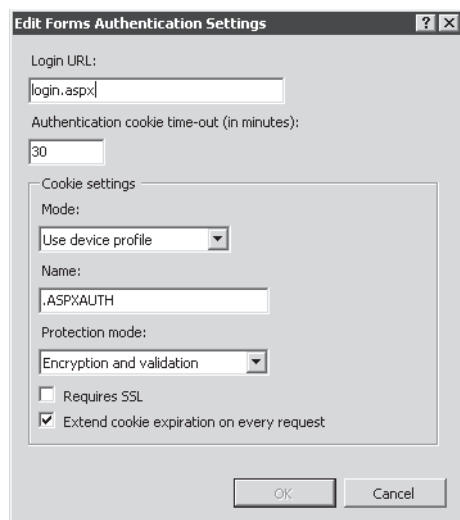 Edit Forms Authentication Settings
Login URL:
login.aspx
Authentication cookie time-out (in minutes):
30
Cookie settings
Mode:
Use device profile
Name:
.ASPXAUTH
Protection mode:
Encryption and validation
Requires SSL
Extend cookie expiration on every request
OK Cancel